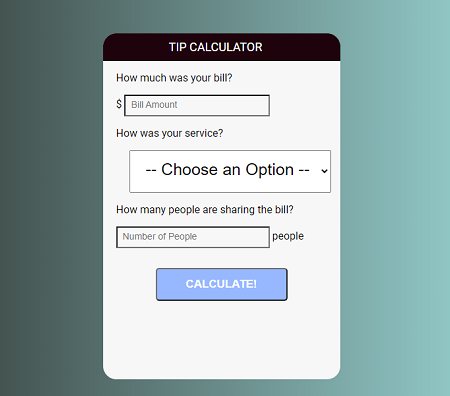 TIP CALCULATOR
How much was your bill?
$ Bill Amount
How was your service?
-- Choose an Option --
How many people are sharing the bill?
Number of People people
CALCULATE!